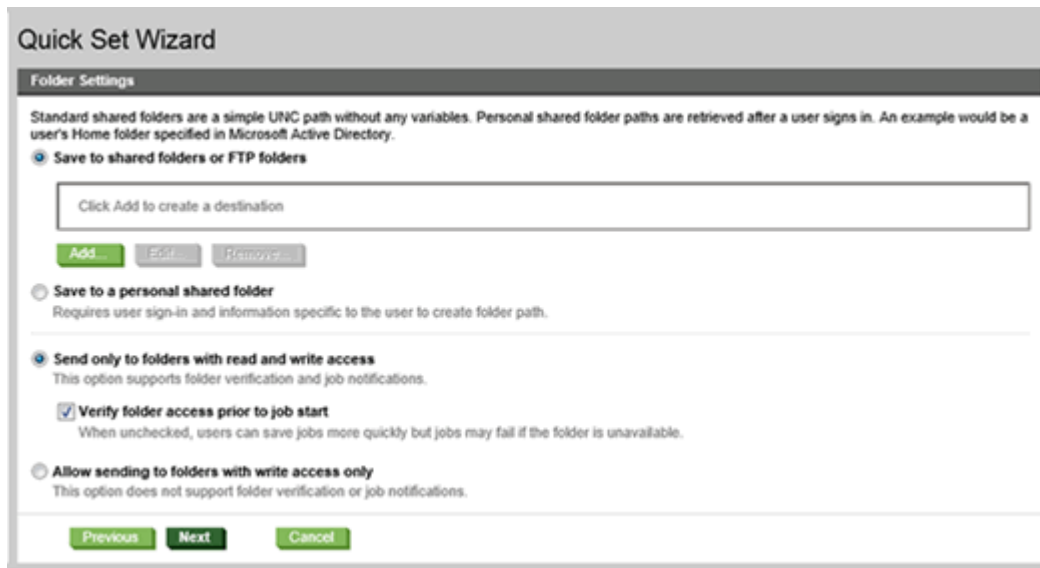 Quick Set Wizard
Folder Settings
Standard shared folders are a simple UNC path without any variables. Personal shared folder paths are retrieved after a user signs in. An example would be a
user's Home folder specified in Microsoft Active Directory.
Save to shared folders or FTP folders
Click Add to create a destination
Add... Edit... Remove...
Save to a personal shared folder
Requires user sign-in and information specific to the user to create folder path.
Send only to folders with read and write access
This option supports folder verification and job notifications.
Verify folder access prior to job start
When unchecked, users can save jobs more quickly but jobs may fail if the folder is unavailable.
Allow sending to folders with write access only
This option does not support folder verification or job notifications.
Previous Next Cancel